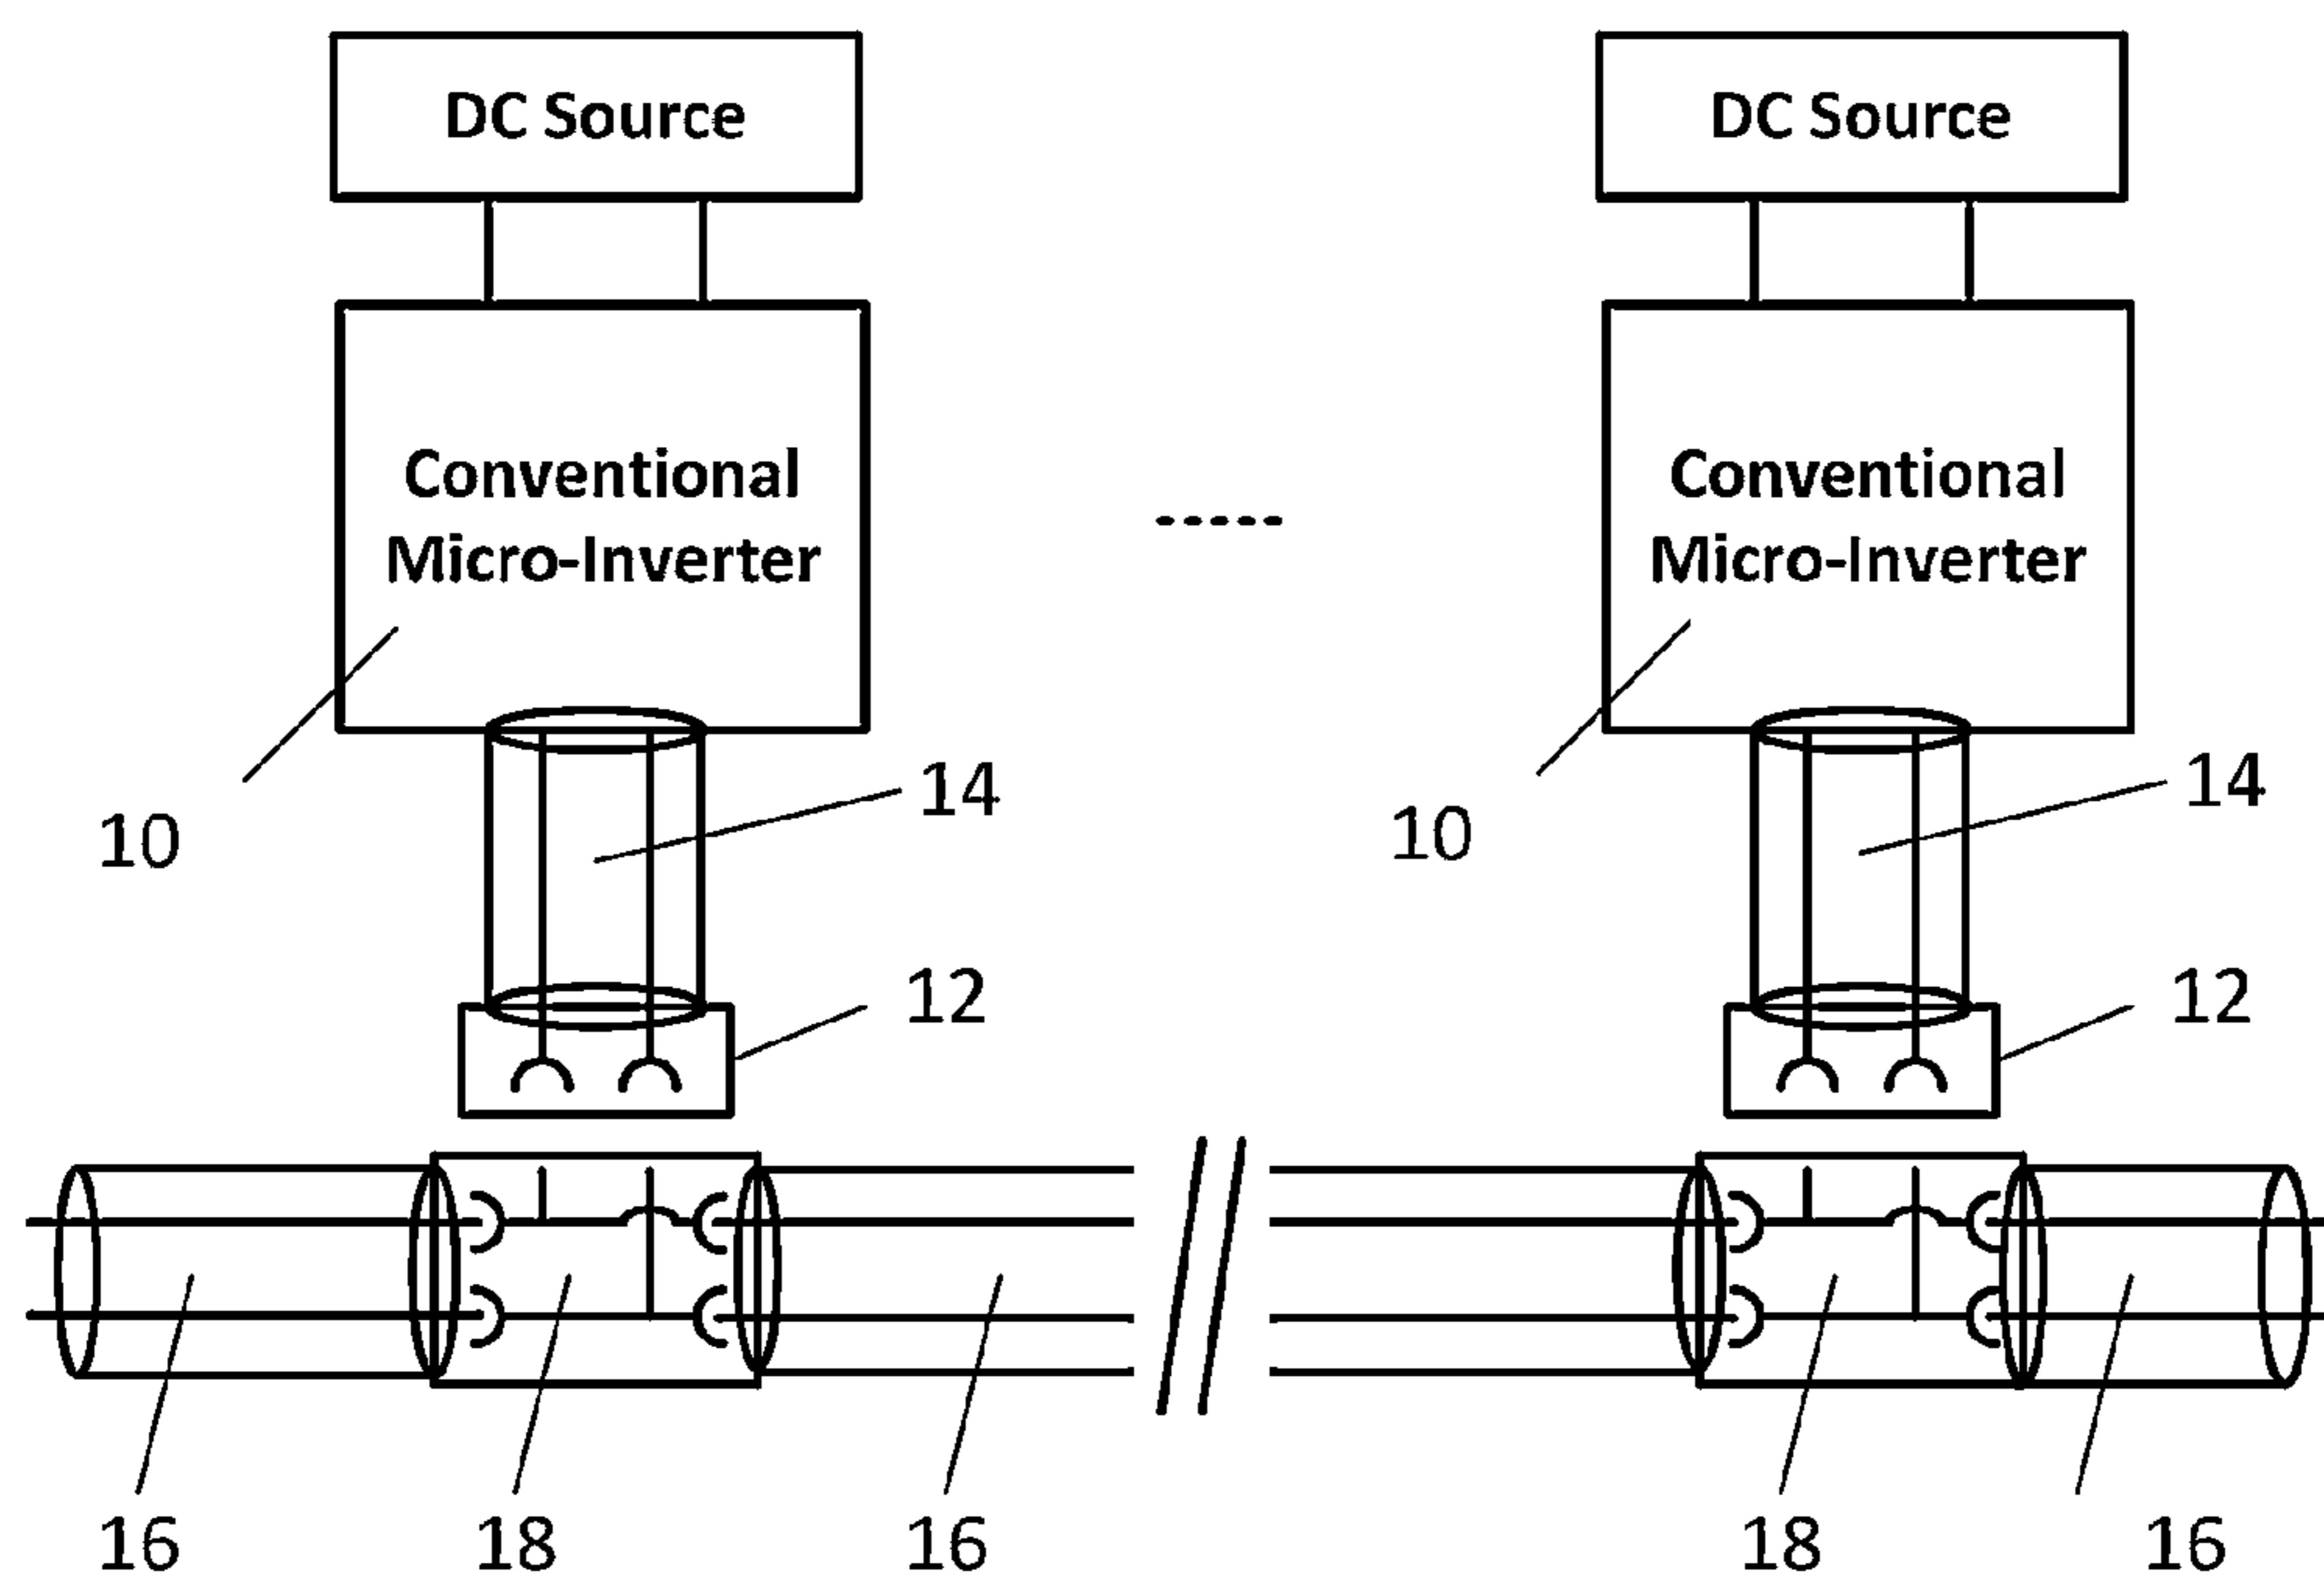 DC Source
DC Source
Conventional
Micro-Inverter
Conventional
Micro-Inverter
.....
10
14
10
14
12
12
16
18
16
18
16